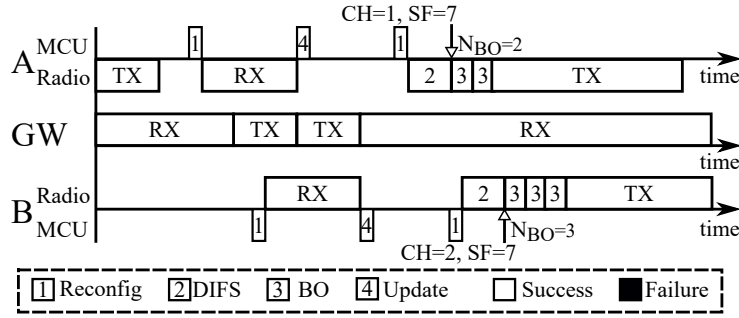 CH=1, SF=7
MCU 1 4 1 N_BO=2
A
Radio TX RX 2 3 3 TX time
GW RX TX TX RX
time
Radio RX 2 3 3 3 TX
B time
MCU 1 4 1 N_BO=3
CH=2, SF=7
1 Reconfig 2 DIFS 3 BO 4 Update Success Failure